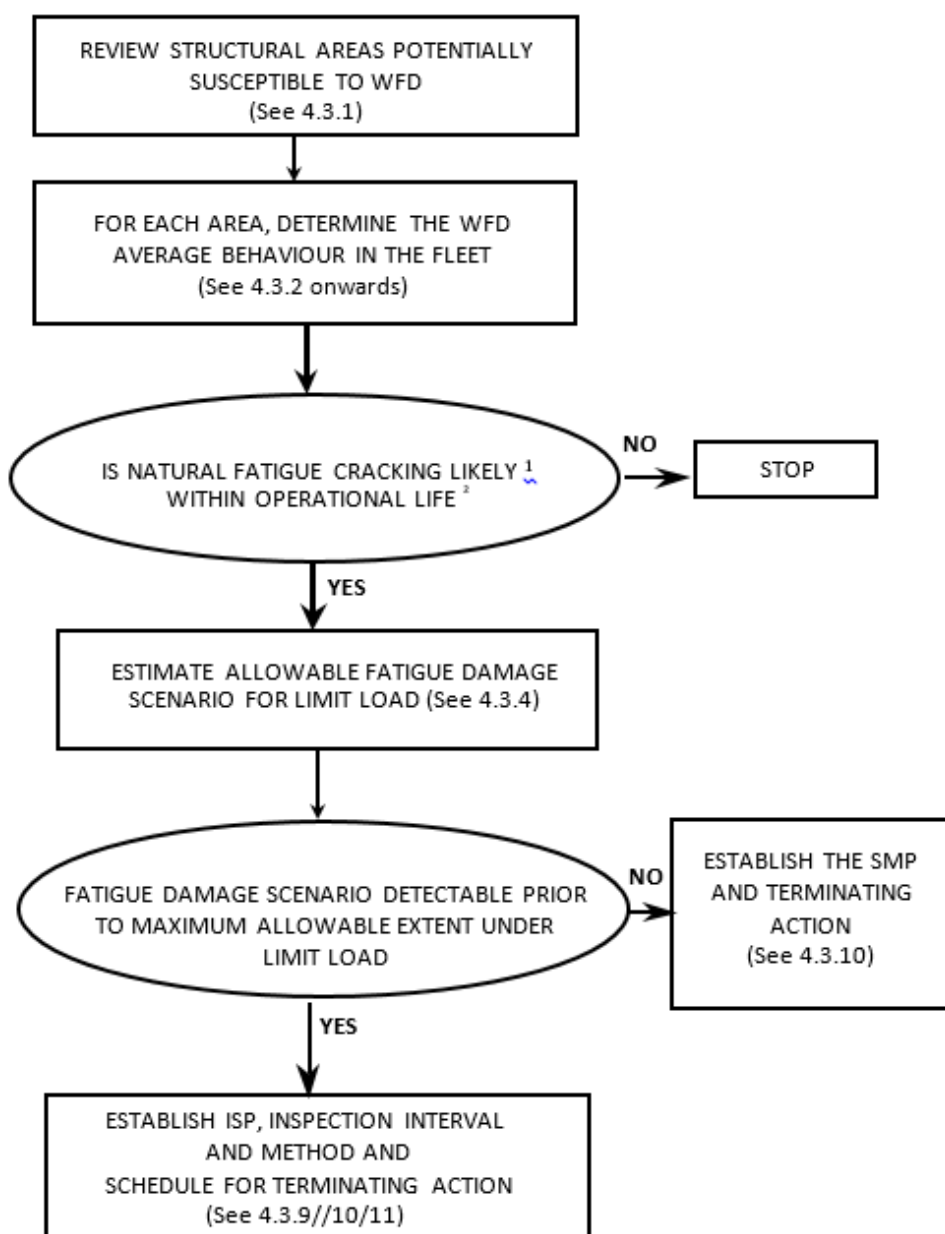 REVIEW STRUCTURAL AREAS POTENTIALLY
SUSCEPTIBLE TO WFD
(See 4.3.1)
FOR EACH AREA, DETERMINE THE WFD
AVERAGE BEHAVIOUR IN THE FLEET
(See 4.3.2 onwards)
IS NATURAL FATIGUE CRACKING LIKELY ¹
WITHIN OPERATIONAL LIFE ²
NO
STOP
YES
ESTIMATE ALLOWABLE FATIGUE DAMAGE
SCENARIO FOR LIMIT LOAD (See 4.3.4)
FATIGUE DAMAGE SCENARIO DETECTABLE PRIOR
TO MAXIMUM ALLOWABLE EXTENT UNDER
LIMIT LOAD
NO
ESTABLISH THE SMP
AND TERMINATING
ACTION
(See 4.3.10)
YES
ESTABLISH ISP, INSPECTION INTERVAL
AND METHOD AND
SCHEDULE FOR TERMINATING ACTION
(See 4.3.9//10/11)